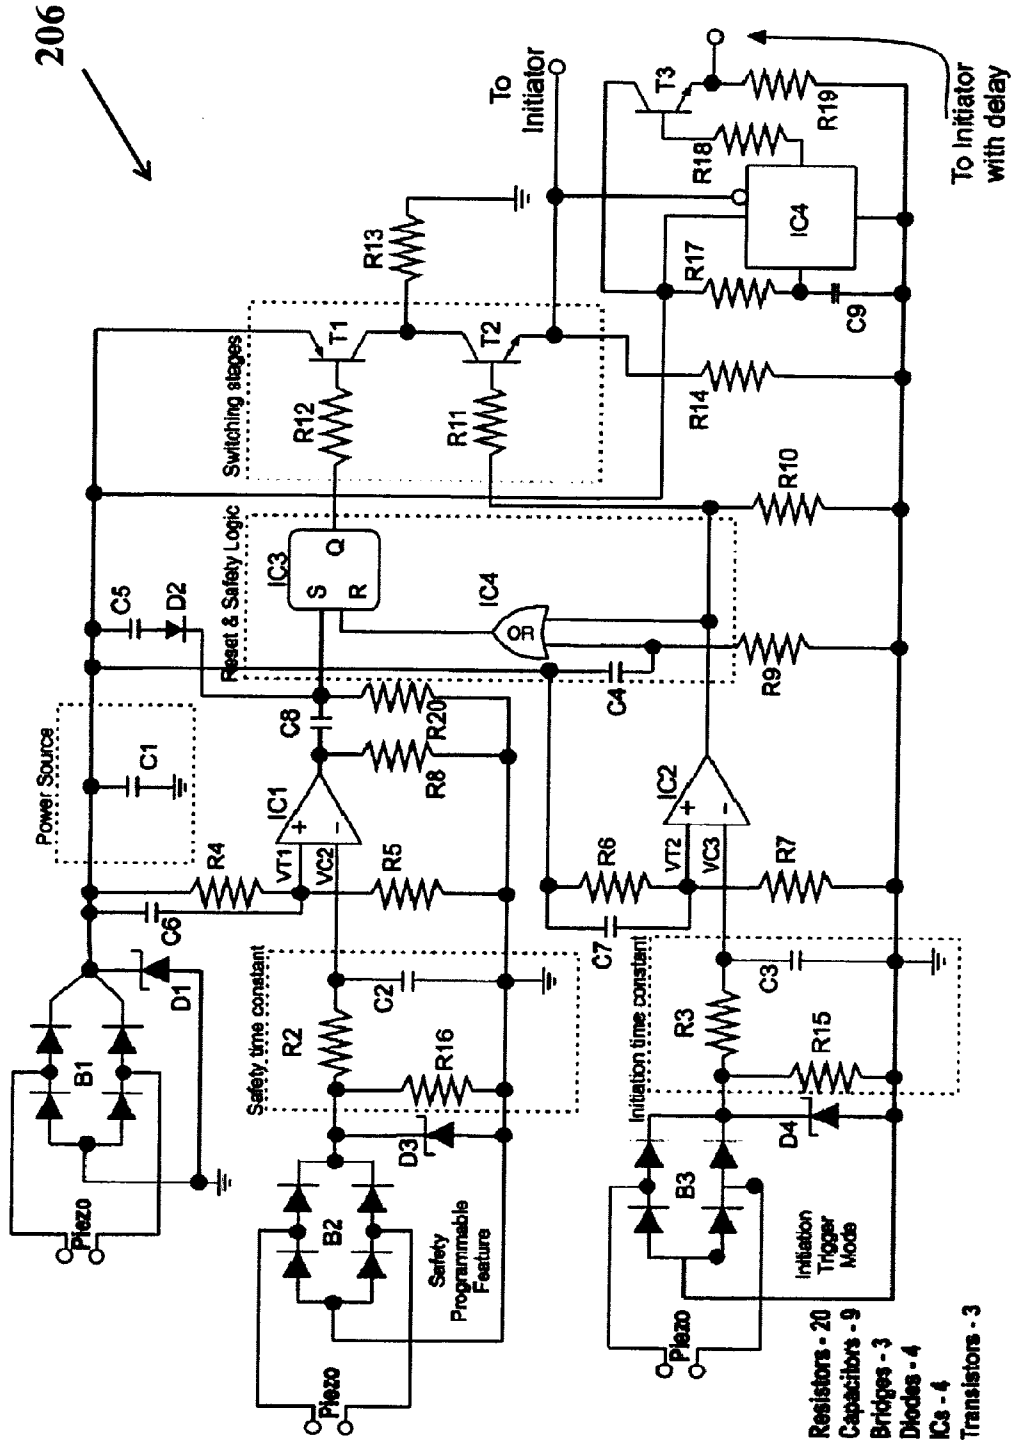 206
Piezo
B1
D1
Power Source
C1
C5
D2
C6
R4
VT1
VC2
IC1
+
-
R5
C8
R8
R20
Reset & Safety Logic
IC3
S
R
Q
IC4
OR
C4
R9
Switching stages
R12
T1
R11
T2
R13
To
Initiator
Safety time constant
R2
C2
R16
D3
B2
Piezo
Safety
Programmable
Feature
R6
C7
VT2
VC3
IC2
+
-
R7
R10
R14
R17
C9
IC4
R18
T3
R19
To Initiator
with delay
Initiation time constant
R3
C3
R15
D4
B3
Piezo
Initiation
Trigger
Mode
Resistors - 20
Capacitors - 9
Bridges - 3
Diodes - 4
ICs - 4
Transistors - 3